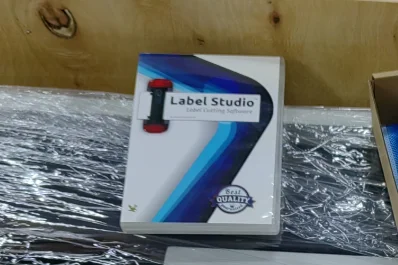 Label Studio
Label Cutting Software
Best
QUALITY